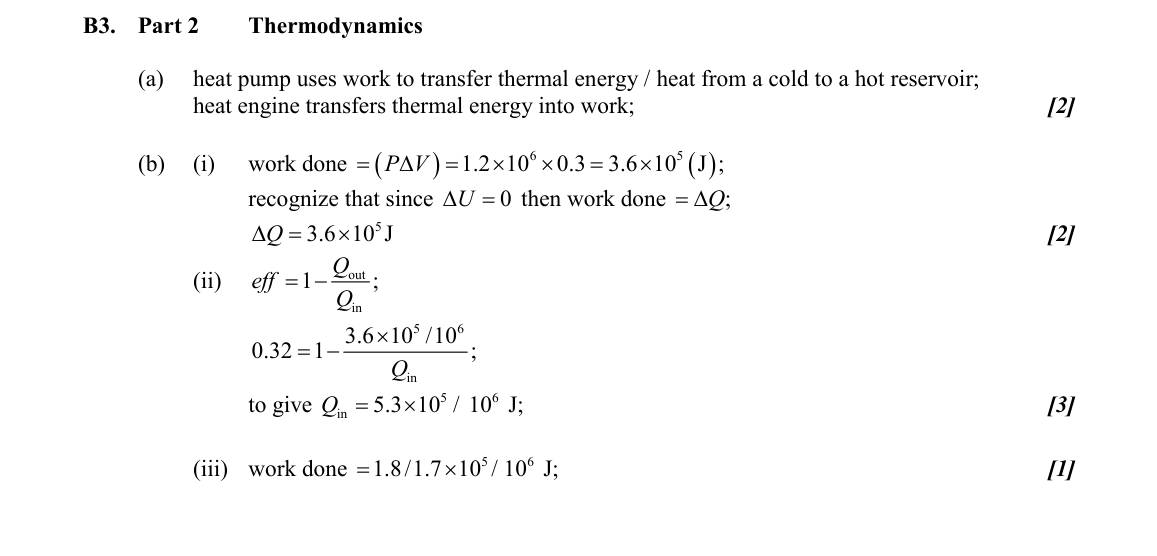 B3. Part 2 Thermodynamics
(a) heat pump uses work to transfer thermal energy / heat from a cold to a hot reservoir;
heat engine transfers thermal energy into work; [2]
(b) (i) work done = (PΔV) = 1.2×10⁶ × 0.3 = 3.6×10⁵ (J);
recognize that since ΔU = 0 then work done = ΔQ;
ΔQ = 3.6×10⁵ J [2]
(ii) eff = 1 − Q_out / Q_in ;
0.32 = 1 − (3.6×10⁵ / 10⁶) / Q_in ;
to give Q_in = 5.3×10⁵ / 10⁶ J; [3]
(iii) work done = 1.8/1.7×10⁵ / 10⁶ J; [1]